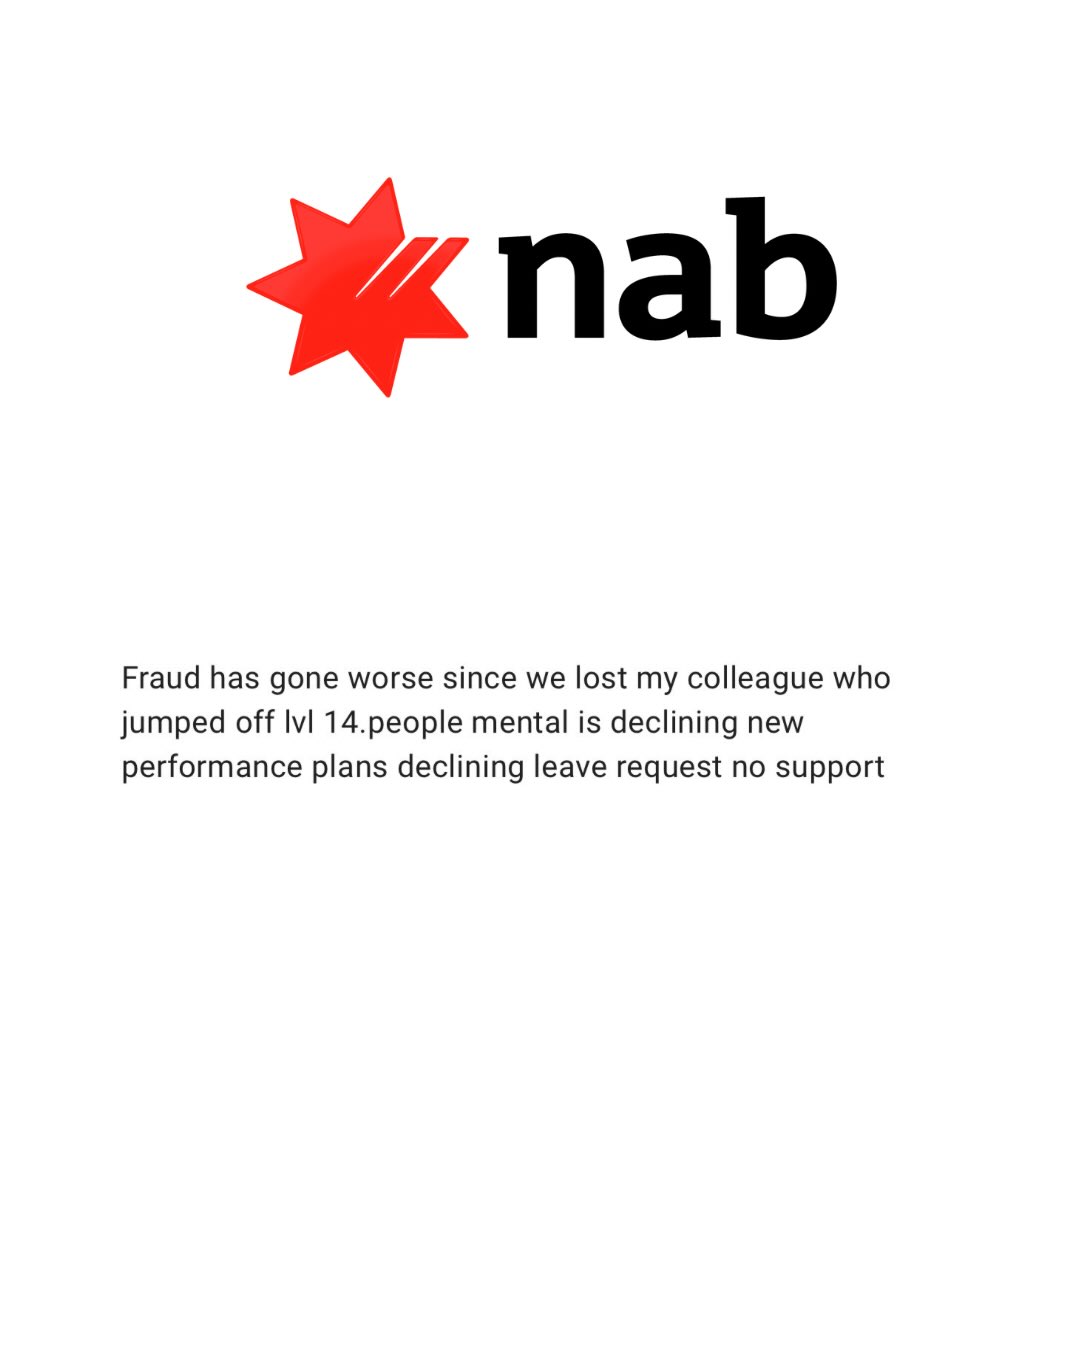 nab
Fraud has gone worse since we lost my colleague who
jumped off lvl 14.people mental is declining new
performance plans declining leave request no support